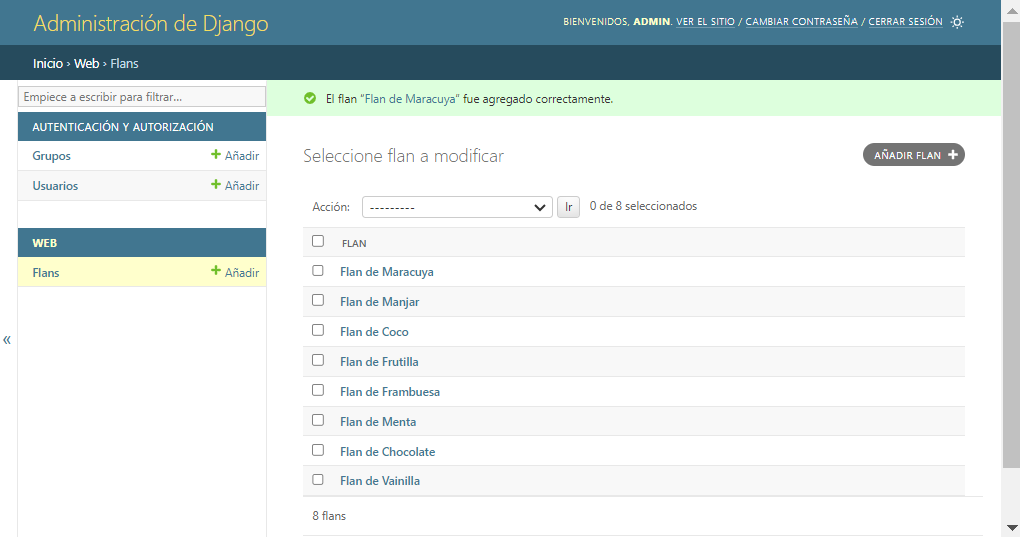 Administración de Django
BIENVENIDOS, ADMIN. VER EL SITIO / CAMBIAR CONTRASEÑA / CERRAR SESIÓN
Inicio › Web › Flans
Empiece a escribir para filtrar...
AUTENTICACIÓN Y AUTORIZACIÓN
Grupos + Añadir
Usuarios + Añadir
WEB
Flans + Añadir
«
El flan “Flan de Maracuya” fue agregado correctamente.
Seleccione flan a modificar
AÑADIR FLAN +
Acción: --------- Ir 0 de 8 seleccionados
FLAN
Flan de Maracuya
Flan de Manjar
Flan de Coco
Flan de Frutilla
Flan de Frambuesa
Flan de Menta
Flan de Chocolate
Flan de Vainilla
8 flans